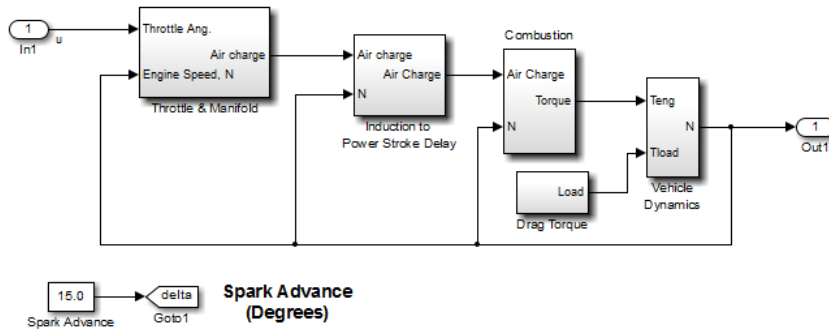 1
In1
u
Throttle Ang.
Air charge
Engine Speed, N
Throttle & Manifold
Air charge
Air Charge
N
Induction to
Power Stroke Delay
Combustion
Air Charge
Torque
N
Load
Drag Torque
Teng
N
Tload
Vehicle
Dynamics
1
Out1
15.0
Spark Advance
delta
Goto1
Spark Advance
(Degrees)